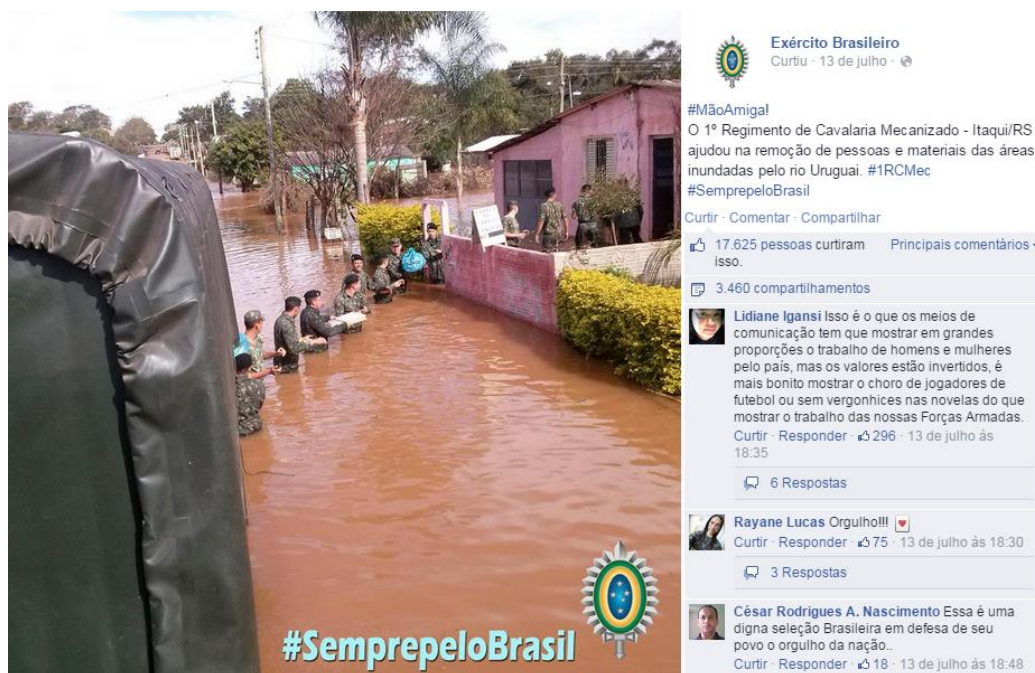 #SemprepeloBrasil
Exército Brasileiro
Curtiu · 13 de julho ·
#MãoAmiga!
O 1º Regimento de Cavalaria Mecanizado - Itaqui/RS
ajudou na remoção de pessoas e materiais das áreas
inundadas pelo rio Uruguai. #1RCMec
#SemprepeloBrasil
Curtir · Comentar · Compartilhar
17.625 pessoas curtiram isso. Principais comentários
3.460 compartilhamentos
Lidiane Igansi Isso é o que os meios de
comunicação tem que mostrar em grandes
proporções o trabalho de homens e mulheres
pelo país, mas os valores estão invertidos, é
mais bonito mostrar o choro de jogadores de
futebol ou sem vergonhices nas novelas do que
mostrar o trabalho das nossas Forças Armadas.
Curtir · Responder · 296 · 13 de julho às
18:35
6 Respostas
Rayane Lucas Orgulho!!!
Curtir · Responder · 75 · 13 de julho às 18:30
3 Respostas
César Rodrigues A. Nascimento Essa é uma
digna seleção Brasileira em defesa de seu
povo o orgulho da nação..
Curtir · Responder · 18 · 13 de julho às 18:48